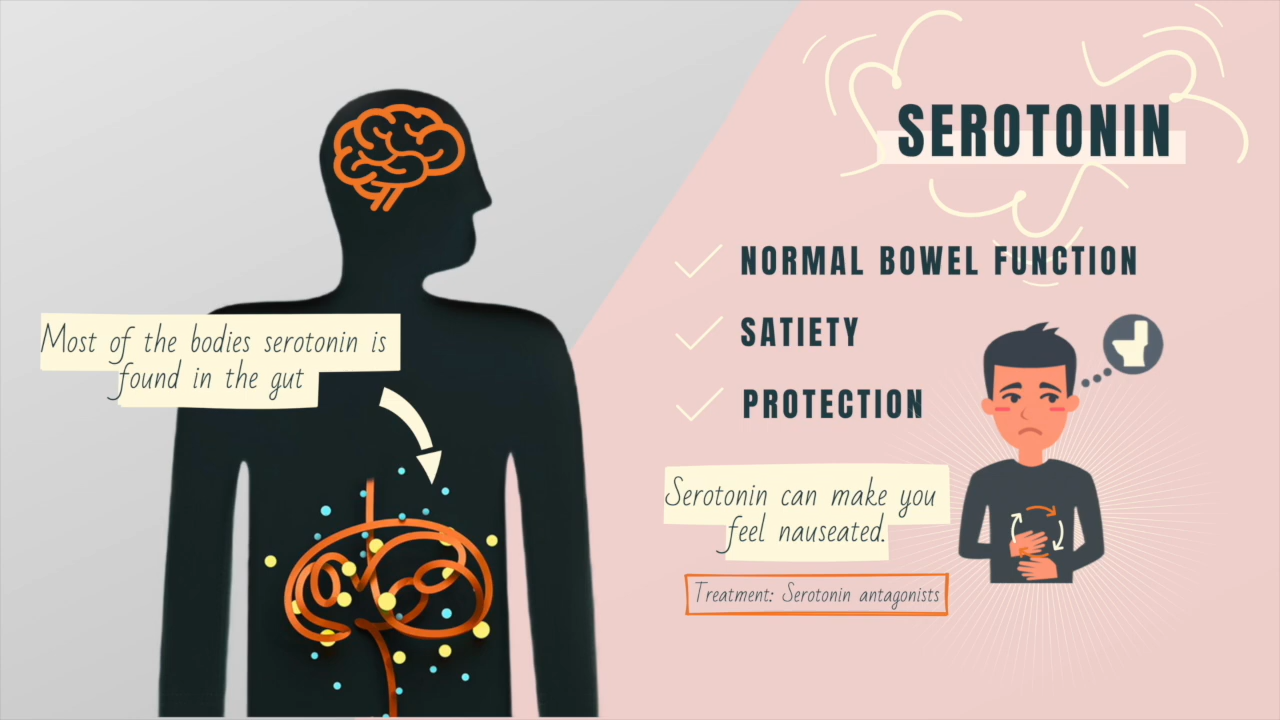 SEROTONIN
NORMAL BOWEL FUNCTION
SATIETY
PROTECTION
Most of the bodies serotonin is
found in the gut
Serotonin can make you
feel nauseated.
Treatment: Serotonin antagonists